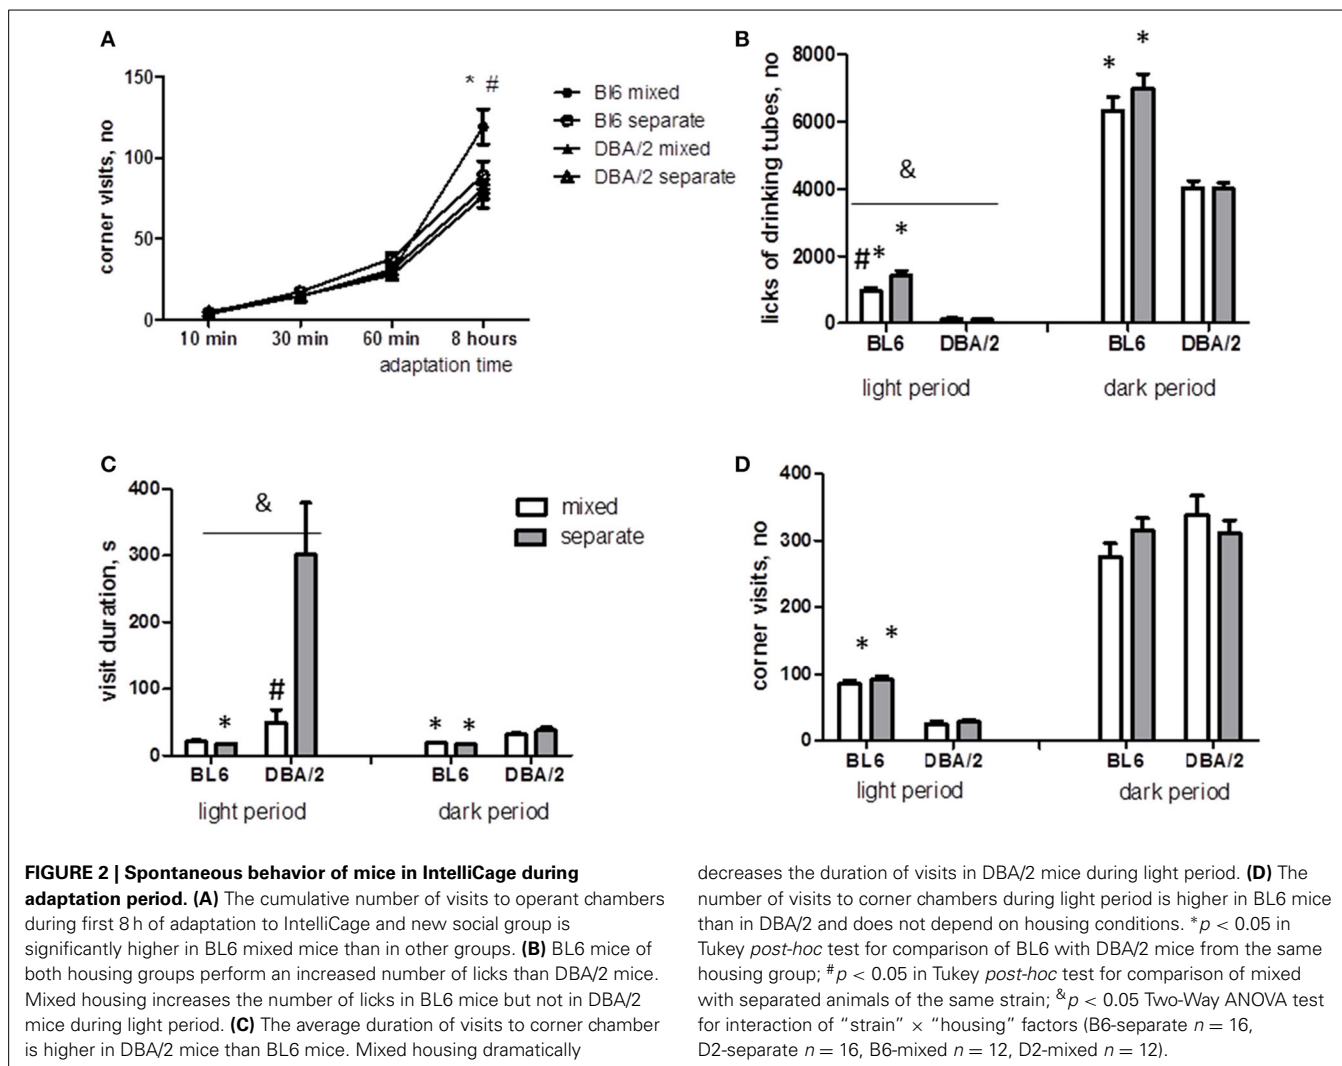 A
150
100
50
0
corner visits, no
* #
10 min 30 min 60 min 8 hours
adaptation time
Bl6 mixed
Bl6 separate
DBA/2 mixed
DBA/2 separate
B
8000
6000
4000
2000
0
licks of drinking tubes, no
* *
&
*
#*
BL6 DBA/2 BL6 DBA/2
light period dark period
C
400
300
200
100
0
visit duration, s
&
#
* * *
BL6 DBA/2 BL6 DBA/2
light period dark period
mixed
separate
D
400
300
200
100
0
corner visits, no
* *
BL6 DBA/2 BL6 DBA/2
light period dark period
FIGURE 2 | Spontaneous behavior of mice in IntelliCage during
adaptation period. (A) The cumulative number of visits to operant chambers
during first 8 h of adaptation to IntelliCage and new social group is
significantly higher in BL6 mixed mice than in other groups. (B) BL6 mice of
both housing groups perform an increased number of licks than DBA/2 mice.
Mixed housing increases the number of licks in BL6 mice but not in DBA/2
mice during light period. (C) The average duration of visits to corner chamber
is higher in DBA/2 mice than BL6 mice. Mixed housing dramatically
decreases the duration of visits in DBA/2 mice during light period. (D) The
number of visits to corner chambers during light period is higher in BL6 mice
than in DBA/2 and does not depend on housing conditions. *p < 0.05 in
Tukey post-hoc test for comparison of BL6 with DBA/2 mice from the same
housing group; #p < 0.05 in Tukey post-hoc test for comparison of mixed
with separated animals of the same strain; &p < 0.05 Two-Way ANOVA test
for interaction of “strain” × “housing” factors (B6-separate n = 16,
D2-separate n = 16, B6-mixed n = 12, D2-mixed n = 12).